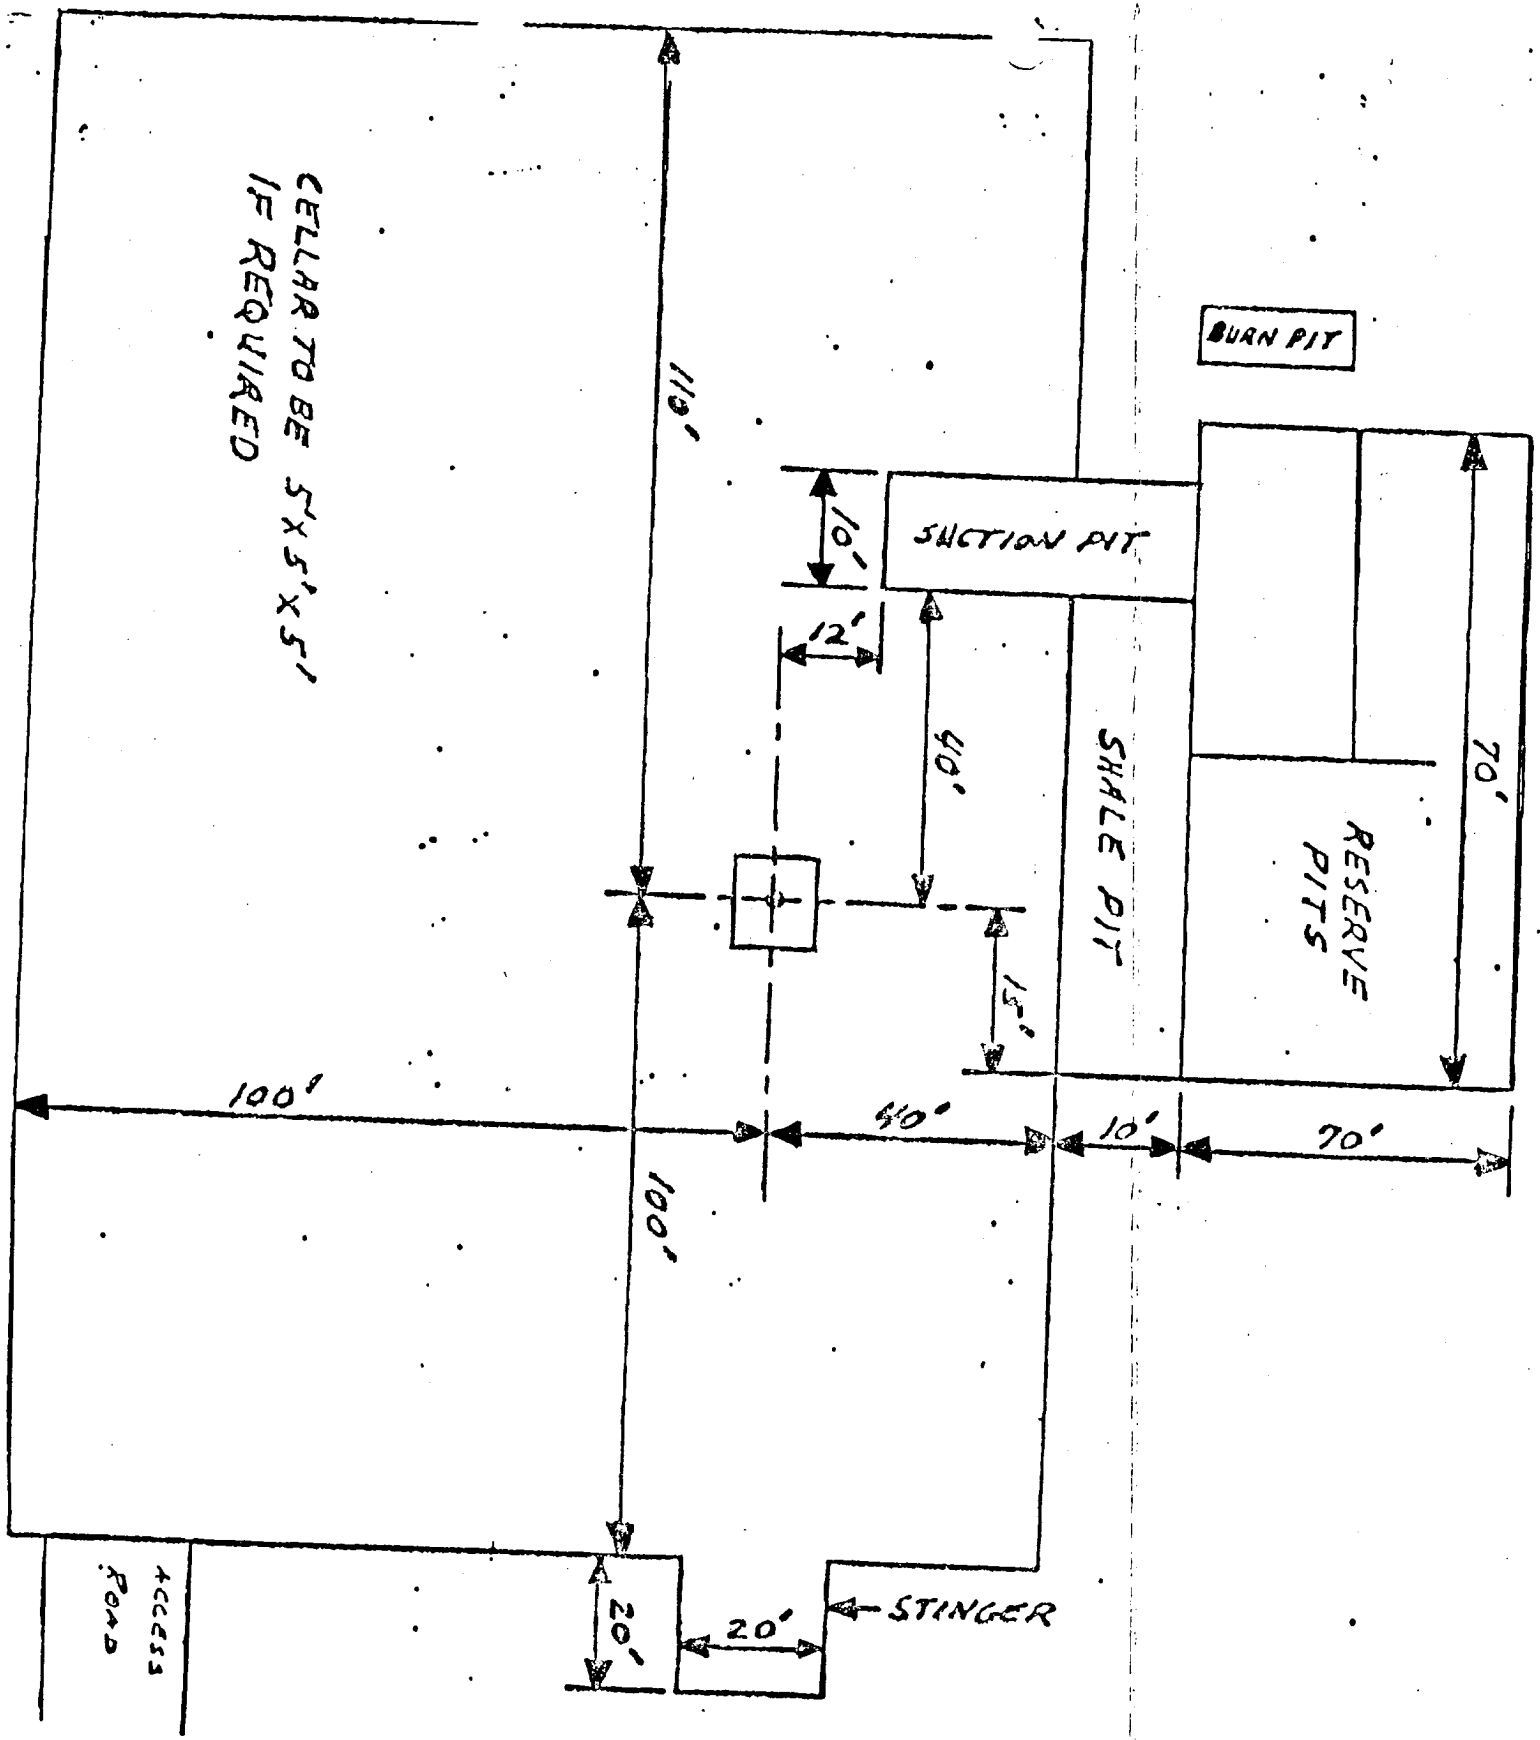 BURN PIT
CELLAR TO BE 5'X5'X5'
IF REQUIRED
110'
10'
SUCTION PIT
12'
40'
SHALE PIT
70'
RESERVE
PITS
15'
100'
40'
10'
70'
100'
20'
20'
STINGER
ACCESS
ROAD